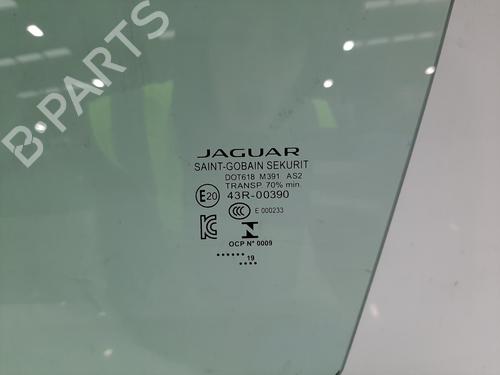 B-PARTS
JAGUAR
SAINT-GOBAIN SEKURIT
DOT618 M391 AS2
TRANSP. 70% min.
E20 43R-00390
E 000233
OCP N° 0009
19